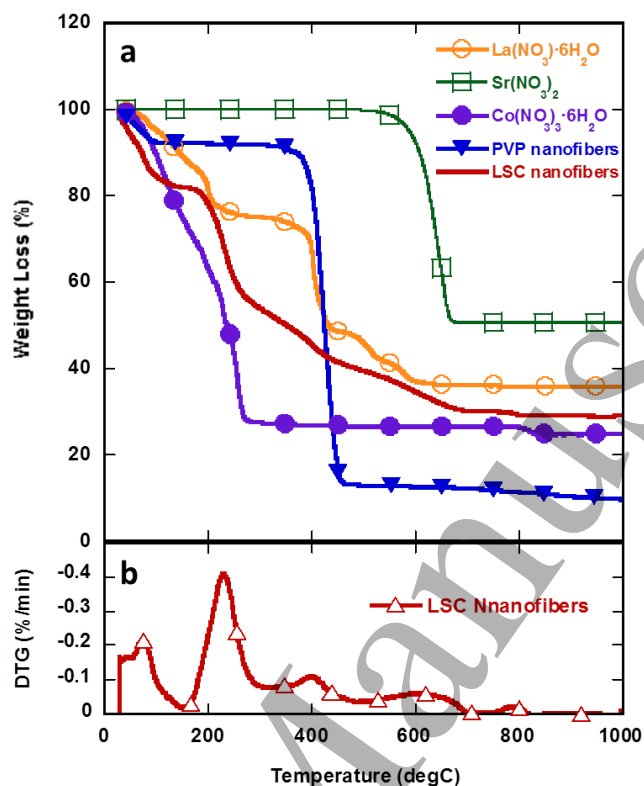 120
a
La(NO3)·6H2O
Sr(NO3)2
100
Co(NO3)3·6H2O
PVP nanofibers
LSC nanofibers
80
Weight Loss (%)
60
40
20
0
b
-0.4
LSC Nnanofibers
-0.3
DTG (%/min)
-0.2
-0.1
0
0 200 400 600 800 1000
Temperature (degC)
Manus